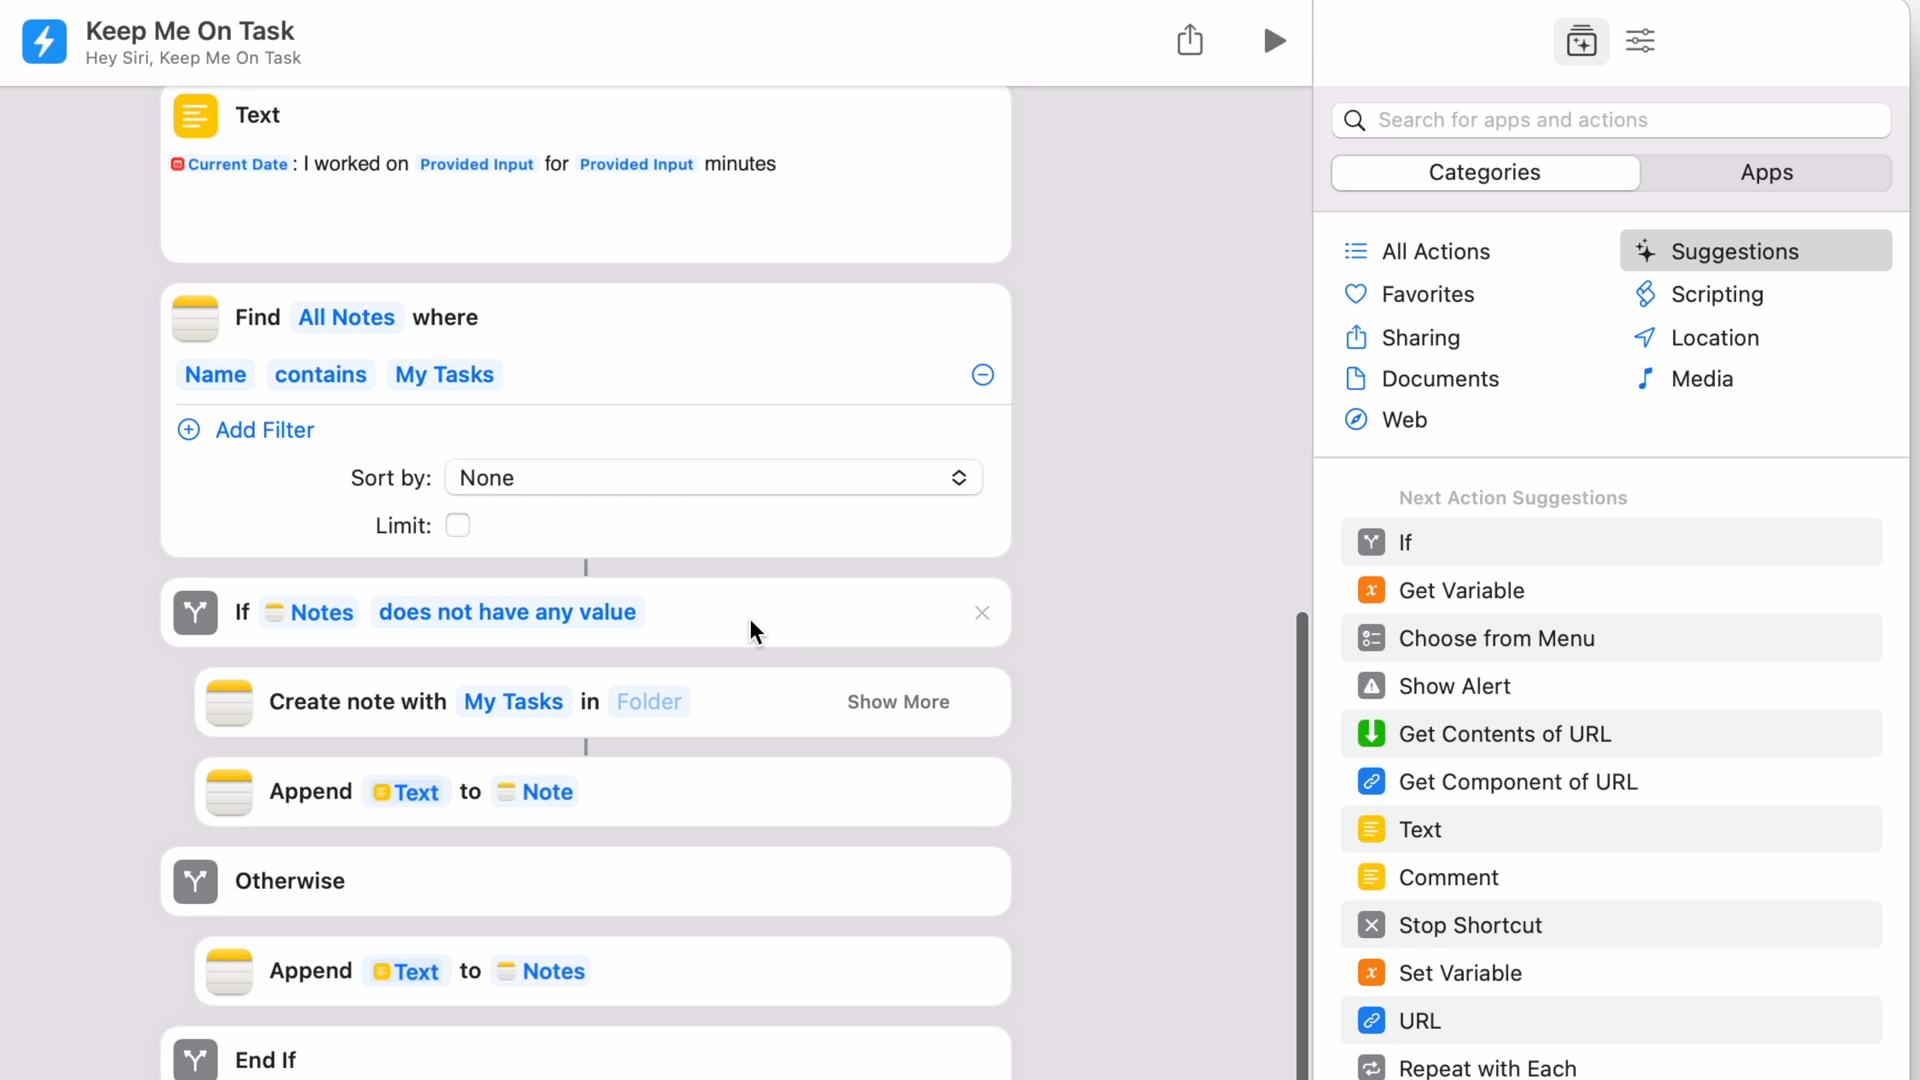 Keep Me On Task
Hey Siri, Keep Me On Task
Text
Current Date : I worked on Provided Input for Provided Input minutes
Find All Notes where
Name contains My Tasks
Add Filter
Sort by: None
Limit:
If Notes does not have any value
Create note with My Tasks in Folder Show More
Append Text to Note
Otherwise
Append Text to Notes
End If
Search for apps and actions
Categories Apps
All Actions Suggestions
Favorites Scripting
Sharing Location
Documents Media
Web
Next Action Suggestions
If
Get Variable
Choose from Menu
Show Alert
Get Contents of URL
Get Component of URL
Text
Comment
Stop Shortcut
Set Variable
URL
Repeat with Each